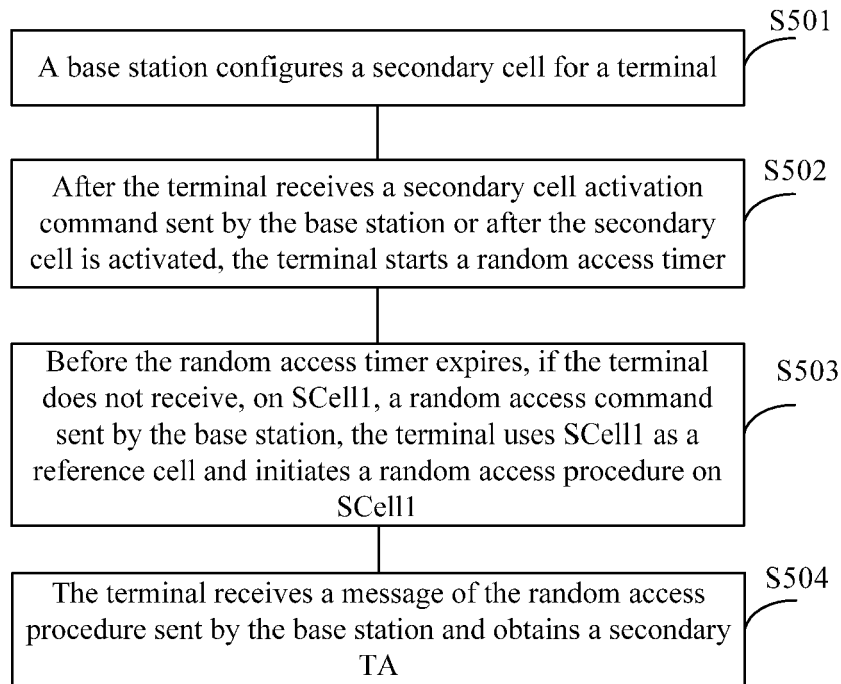 S501
A base station configures a secondary cell for a terminal
S502
After the terminal receives a secondary cell activation
command sent by the base station or after the secondary
cell is activated, the terminal starts a random access timer
S503
Before the random access timer expires, if the terminal
does not receive, on SCell1, a random access command
sent by the base station, the terminal uses SCell1 as a
reference cell and initiates a random access procedure on
SCell1
S504
The terminal receives a message of the random access
procedure sent by the base station and obtains a secondary
TA